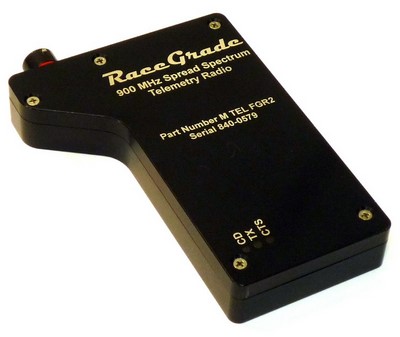 RaceGrade
900 MHz Spread Spectrum
Telemetry Radio
Part Number M TEL FGR2
Serial 840-0579
CD
TX
CTS